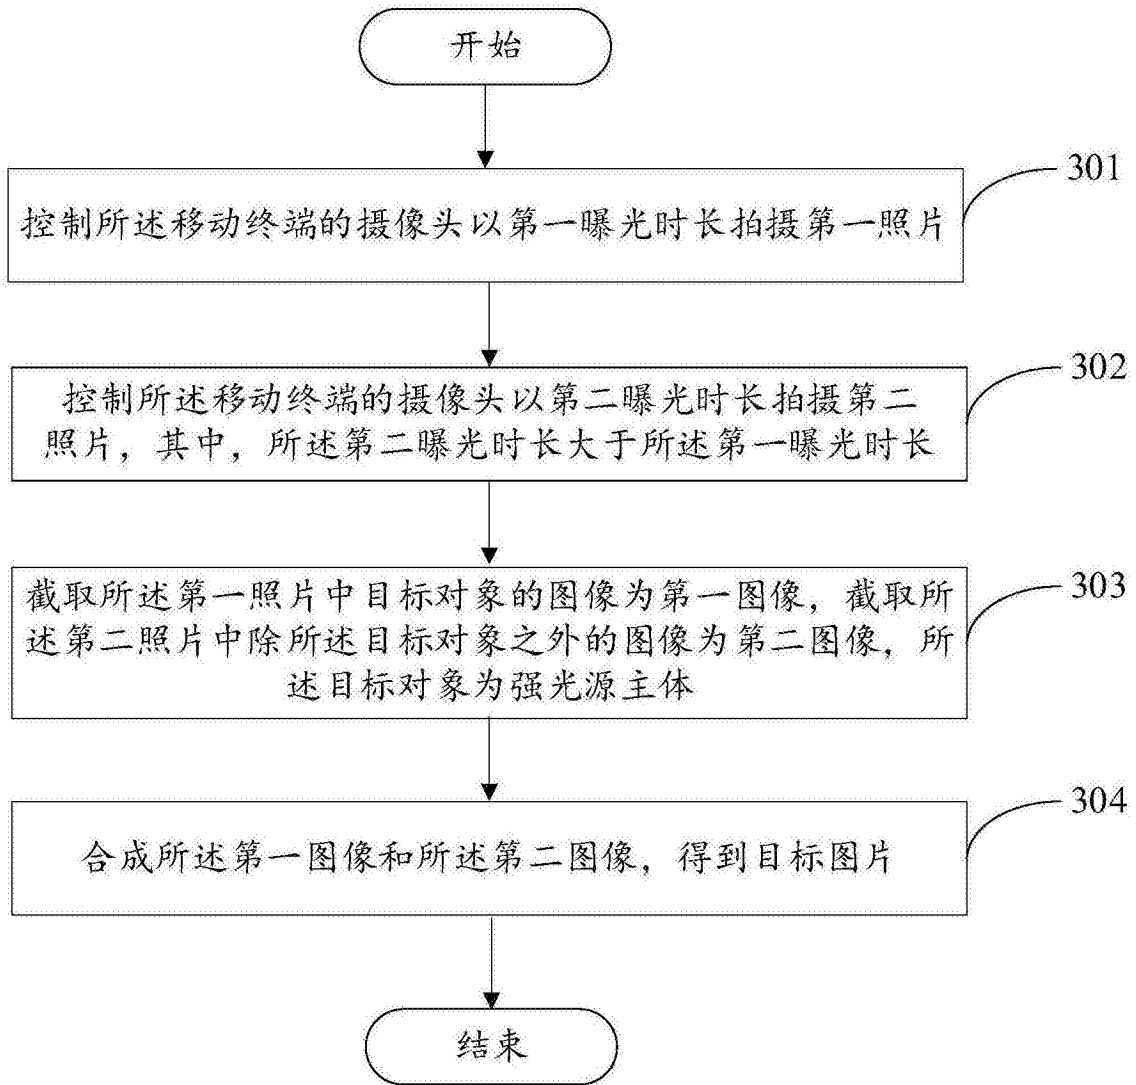 开始
301
控制所述移动终端的摄像头以第一曝光时长拍摄第一照片
302
控制所述移动终端的摄像头以第二曝光时长拍摄第二
照片，其中，所述第二曝光时长大于所述第一曝光时长
303
截取所述第一照片中目标对象的图像为第一图像，截取所
述第二照片中除所述目标对象之外的图像为第二图像，所
述目标对象为强光源主体
304
合成所述第一图像和所述第二图像，得到目标图片
结束